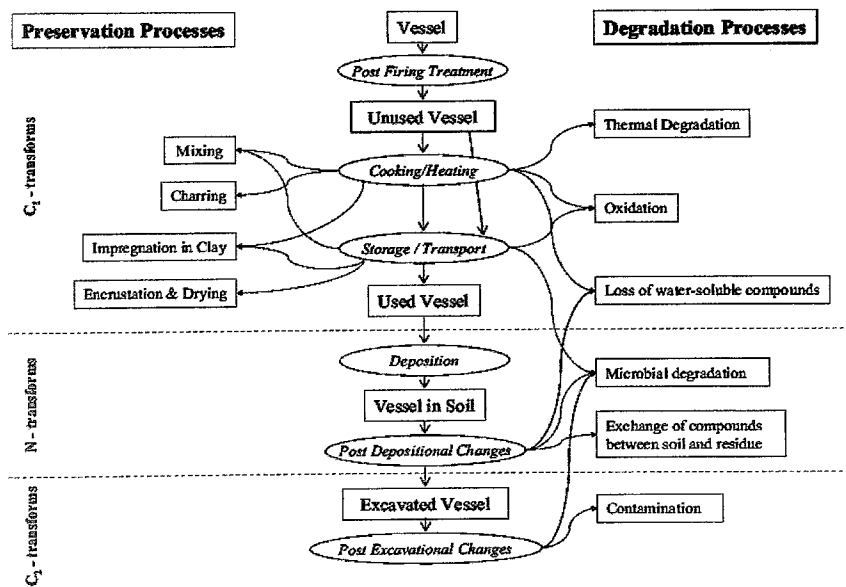 Preservation Processes
Vessel
Degradation Processes
Post Firing Treatment
Unused Vessel
Thermal Degradation
Mixing
Cooking/Heating
Charring
Oxidation
C₁ - transforms
Impregnation in Clay
Storage / Transport
Encrustation & Drying
Used Vessel
Loss of water-soluble compounds
Deposition
Microbial degradation
N - transforms
Vessel in Soil
Exchange of compounds
between soil and residue
Post Depositional Changes
Excavated Vessel
Contamination
C₂ - transforms
Post Excavational Changes